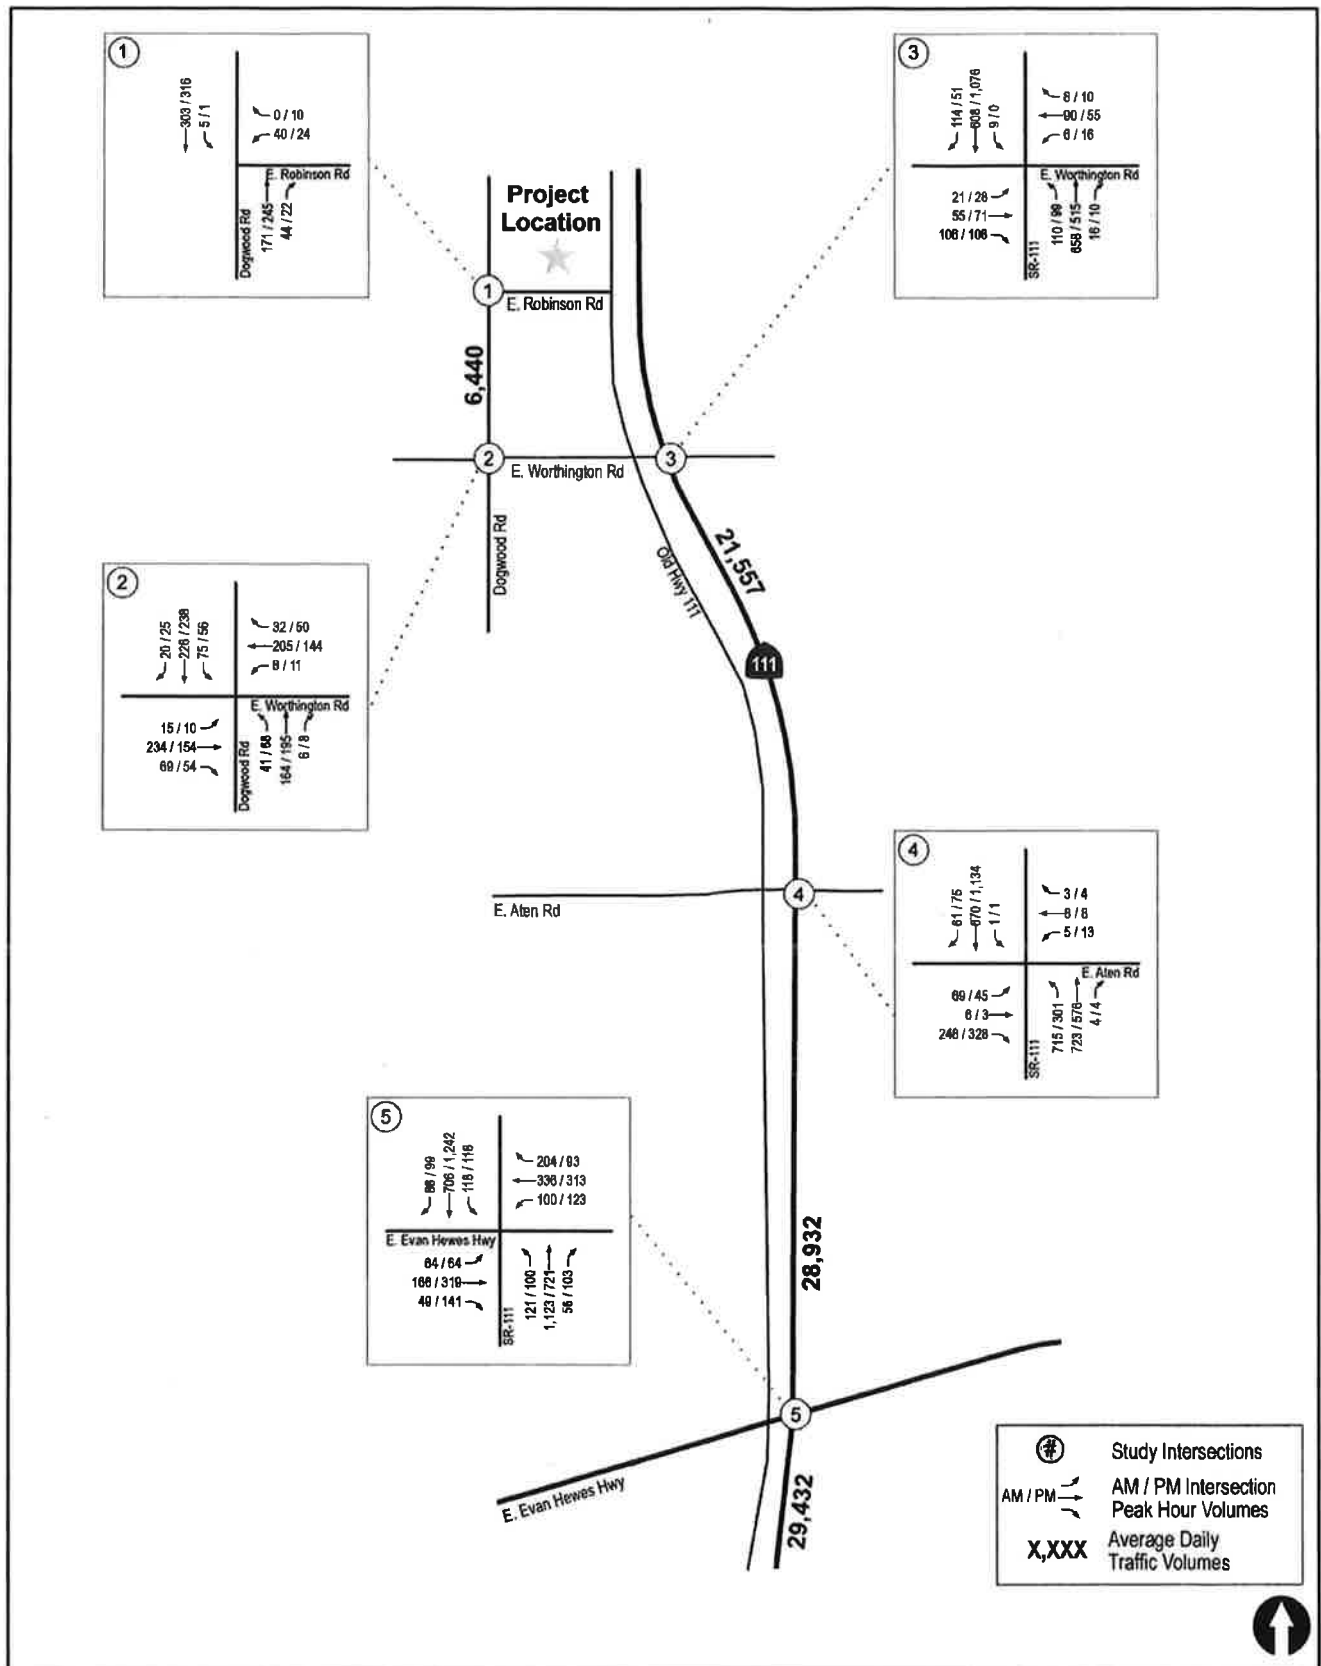 1
303 / 316
5 / 1
0 / 10
40 / 24
E. Robinson Rd
Dogwood Rd
171 / 245
44 / 22
3
114 / 51
608 / 1,076
9 / 0
8 / 10
90 / 55
6 / 16
E. Worthington Rd
21 / 28
55 / 71
106 / 106
SR-111
110 / 99
658 / 515
16 / 10
Project
Location
1
E. Robinson Rd
6,440
2
E. Worthington Rd
3
Dogwood Rd
Old Hwy 111
21,557
111
2
20 / 25
226 / 238
75 / 56
32 / 50
205 / 144
8 / 11
E. Worthington Rd
15 / 10
234 / 154
69 / 54
Dogwood Rd
41 / 68
164 / 195
6 / 8
E. Aten Rd
4
4
61 / 75
670 / 1,134
1 / 1
3 / 4
8 / 8
5 / 13
E. Aten Rd
69 / 45
6 / 3
246 / 328
SR-111
715 / 301
723 / 576
4 / 4
5
88 / 99
706 / 1,242
118 / 116
204 / 93
336 / 313
100 / 123
E. Evan Hewes Hwy
64 / 64
166 / 319
49 / 141
SR-111
121 / 100
1,123 / 721
56 / 103
28,932
5
E. Evan Hewes Hwy
29,432
# Study Intersections
AM / PM AM / PM Intersection
Peak Hour Volumes
X,XXX Average Daily
Traffic Volumes